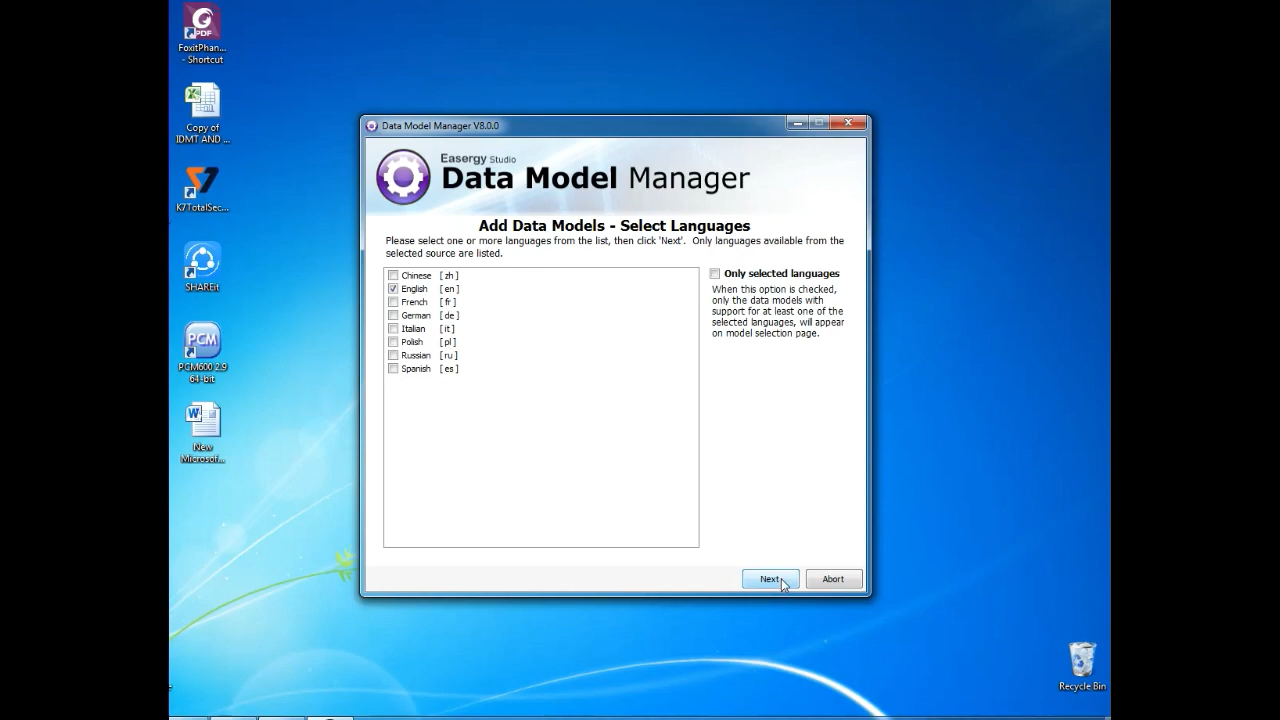 PDF
FoxitPhan...
- Shortcut
Copy of
IDMT AND ...
K7TotalSec...
SHAREit
PCM
PCM600 2.9
64-bit
W
New
Microsof...
Data Model Manager V8.0.0
Easergy Studio
Data Model Manager
Add Data Models - Select Languages
Please select one or more languages from the list, then click 'Next'. Only languages available from the
selected source are listed.
Chinese [ zh ]
English [ en ]
French [ fr ]
German [ de ]
Italian [ it ]
Polish [ pl ]
Russian [ ru ]
Spanish [ es ]
Only selected languages
When this option is checked,
only the data models with
support for at least one of the
selected languages, will appear
on model selection page.
Next
Abort
Recycle Bin